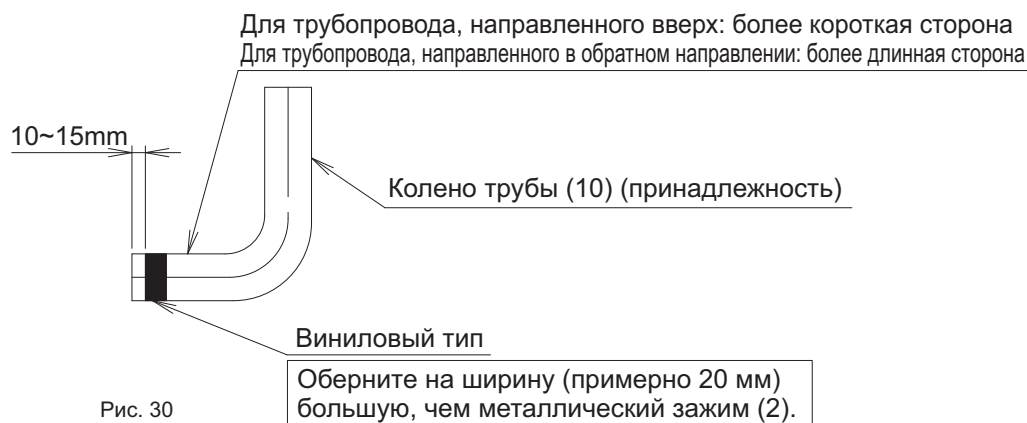 Для трубопровода, направленного вверх: более короткая сторона
Для трубопровода, направленного в обратном направлении: более длинная сторона
10~15mm
Колено трубы (10) (принадлежность)
Виниловый тип
Оберните на ширину (примерно 20 мм)
большую, чем металлический зажим (2).
Рис. 30